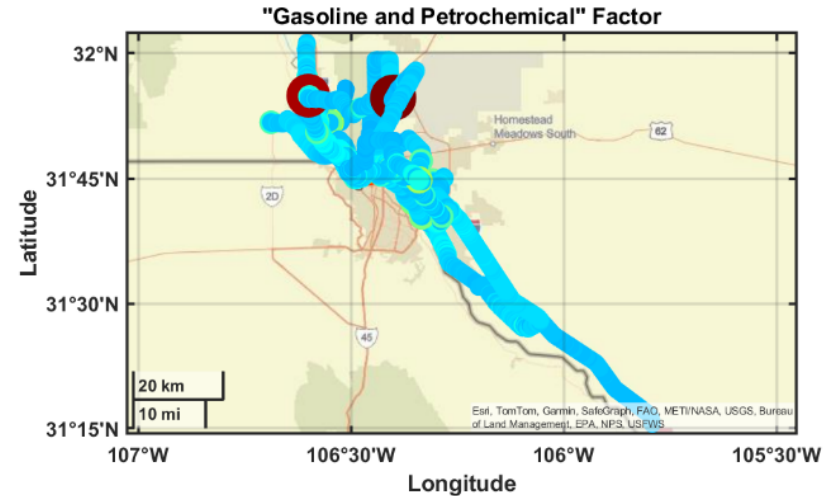 "Gasoline and Petrochemical" Factor
32°N
31°45'N
31°30'N
31°15'N
Latitude
Homestead
Meadows South
62
2D
45
20 km
10 mi
Esri, TomTom, Garmin, SafeGraph, FAO, METI/NASA, USGS, Bureau
of Land Management, EPA, NPS, USFWS
107°W
106°30'W
106°W
105°30'W
Longitude